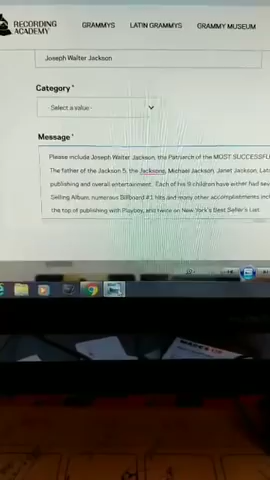 RECORDING
ACADEMY
GRAMMYS
LATIN GRAMMYS
GRAMMY MUSEUM
Joseph Walter Jackson
Category *
- Select a value -
Message *
Please include Joseph Walter Jackson, the Patriarch of the MOST SUCCESSFU
The father of the Jackson 5, the Jacksons, Michael Jackson, Janet Jackson, Lat
publishing and overall entertainment. Each of his 9 children have either had sev
Selling Album, numerous Billboard #1 hits and many other accomplishments incl
the top of publishing with Playboy, and twice on New York's Best Seller's List.